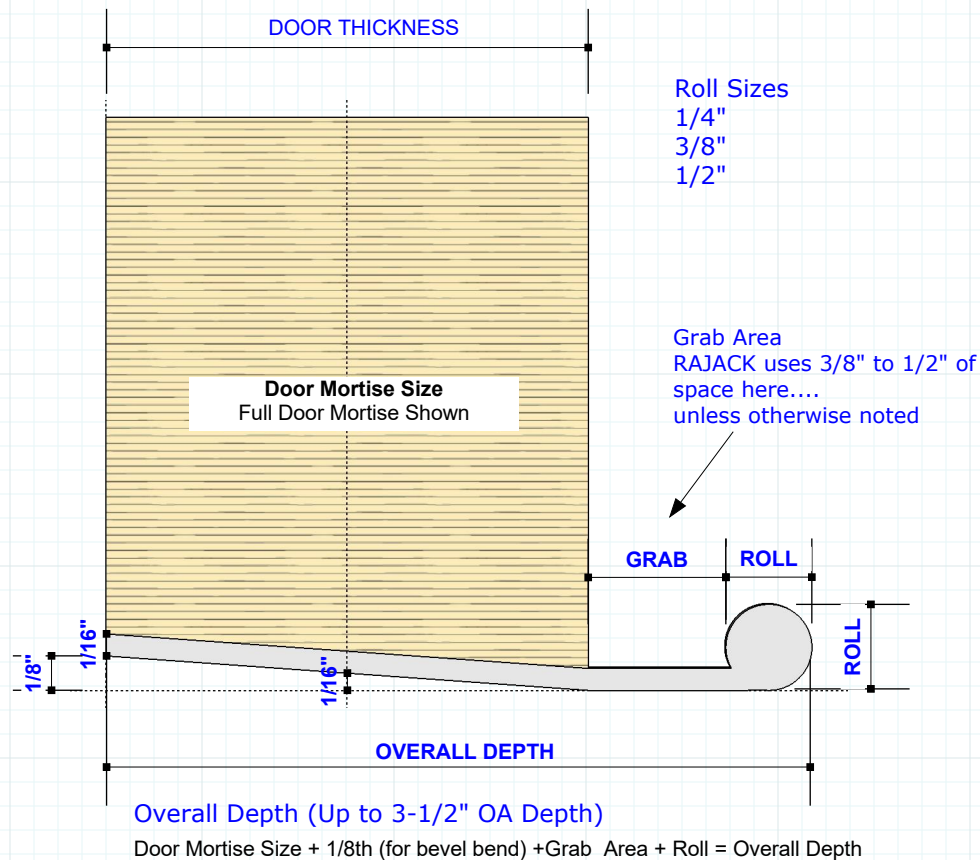 DOOR THICKNESS
Roll Sizes
1/4"
3/8"
1/2"
Grab Area
RAJACK uses 3/8" to 1/2" of
space here....
unless otherwise noted
Door Mortise Size
Full Door Mortise Shown
GRAB
ROLL
ROLL
1/16"
1/8"
1/16"
OVERALL DEPTH
Overall Depth (Up to 3-1/2" OA Depth)
Door Mortise Size + 1/8th (for bevel bend) +Grab Area + Roll = Overall Depth